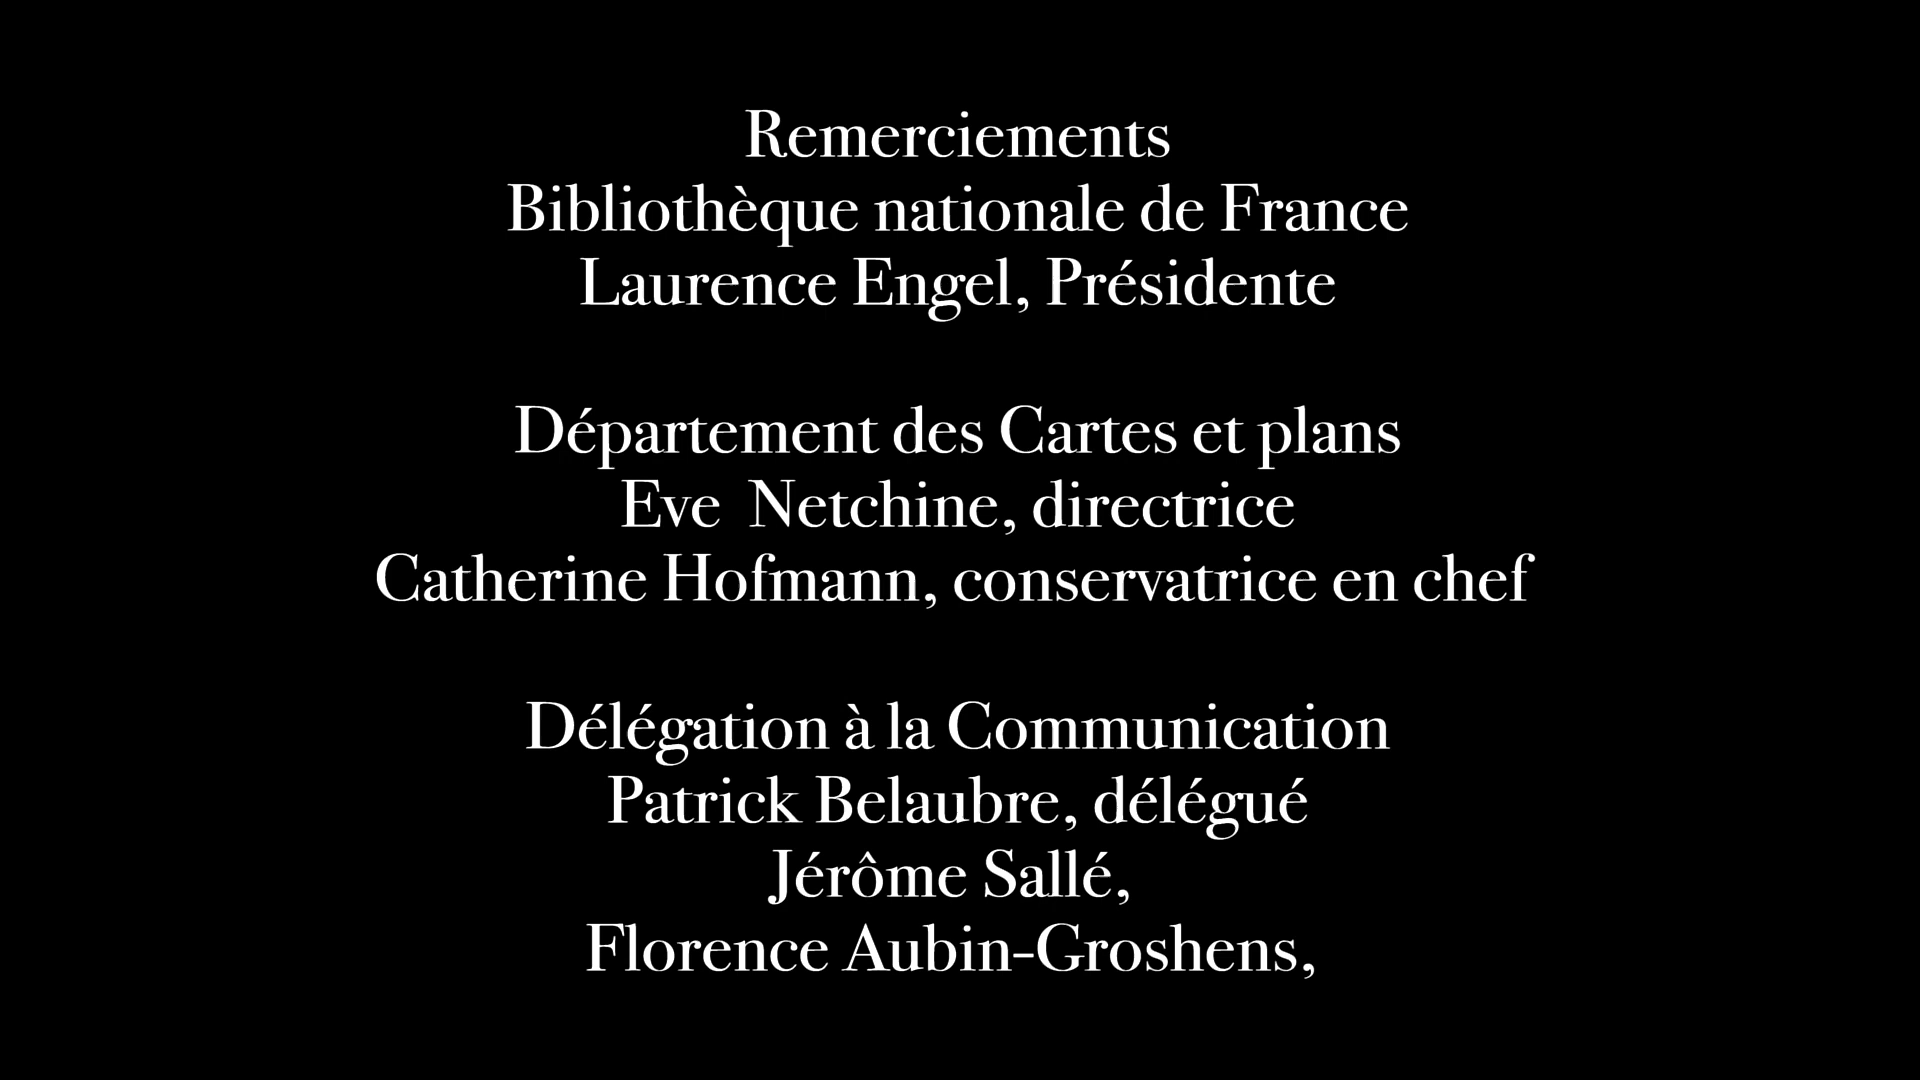 Remerciements
Bibliothèque nationale de France
Laurence Engel, Présidente
Département des Cartes et plans
Eve  Netchine, directrice
Catherine Hofmann, conservatrice en chef
Délégation à la Communication
Patrick Belaubre, délégué
Jérôme Sallé,
Florence Aubin-Groshens,